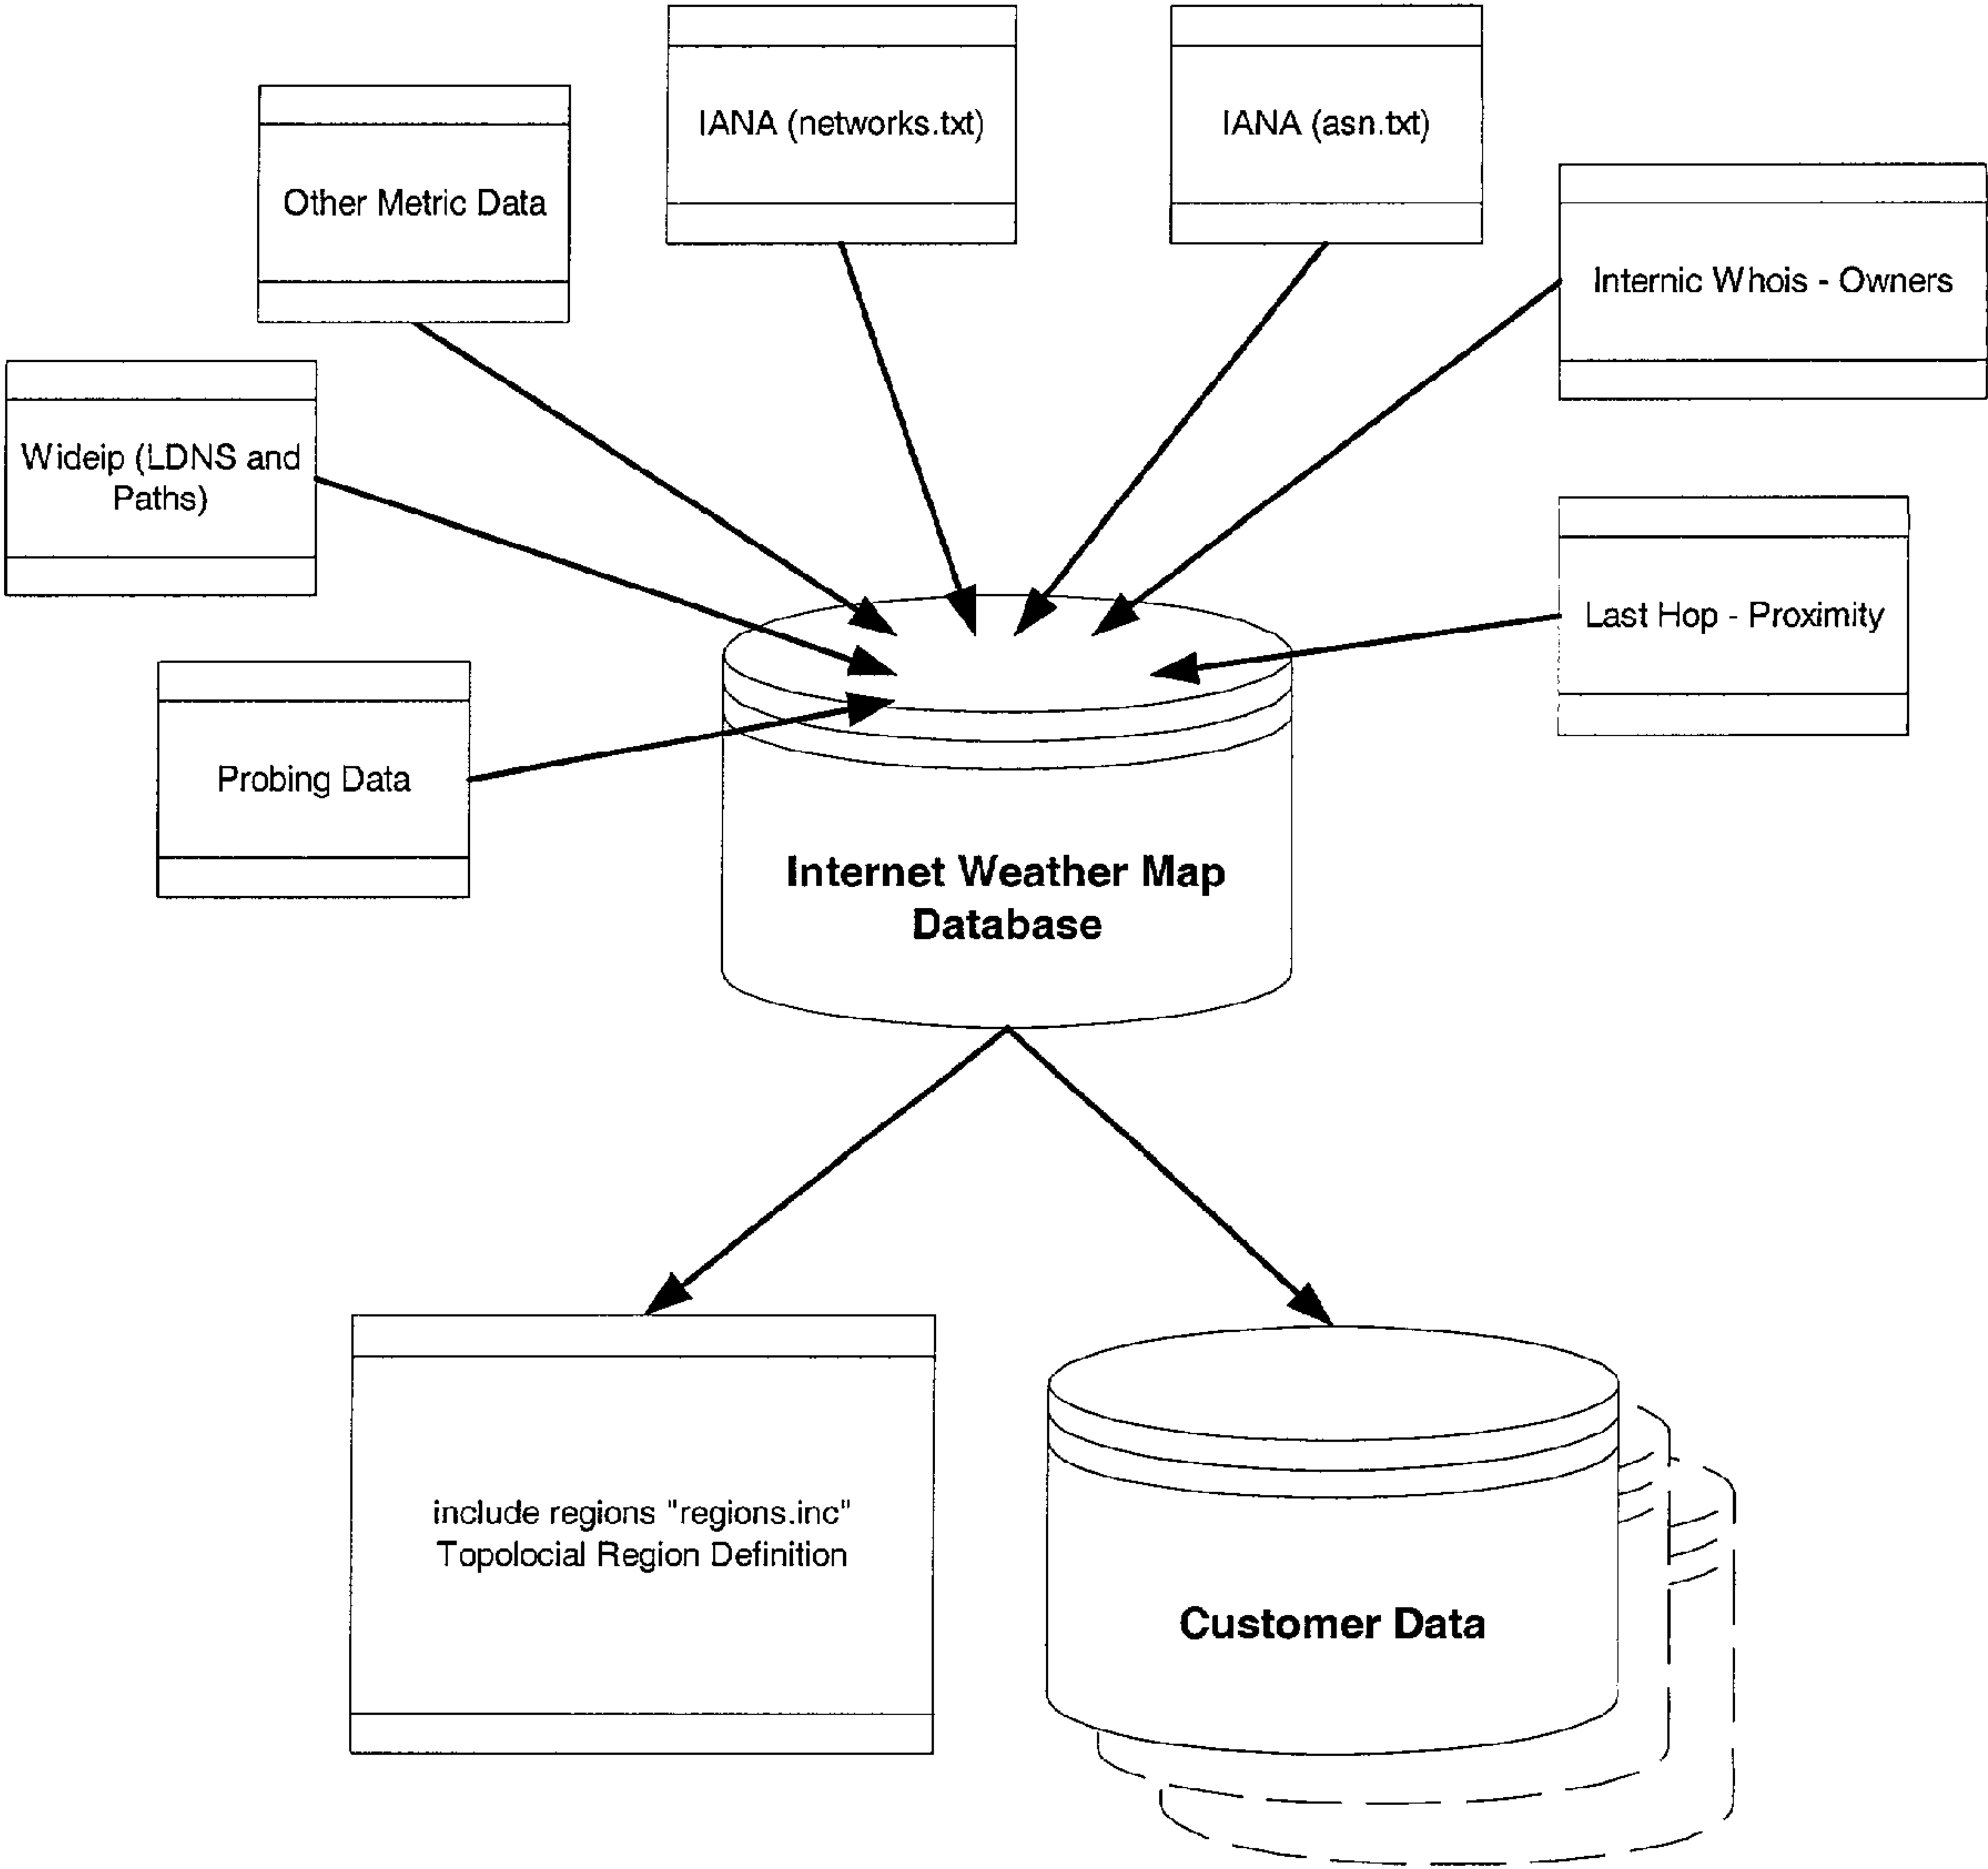 IANA (networks.txt)
IANA (asn.txt)
Other Metric Data
Internic Whois - Owners
Wideip (LDNS and
Paths)
Last Hop - Proximity
Probing Data
Internet Weather Map
Database
include regions "regions.inc"
Topolocial Region Definition
Customer Data